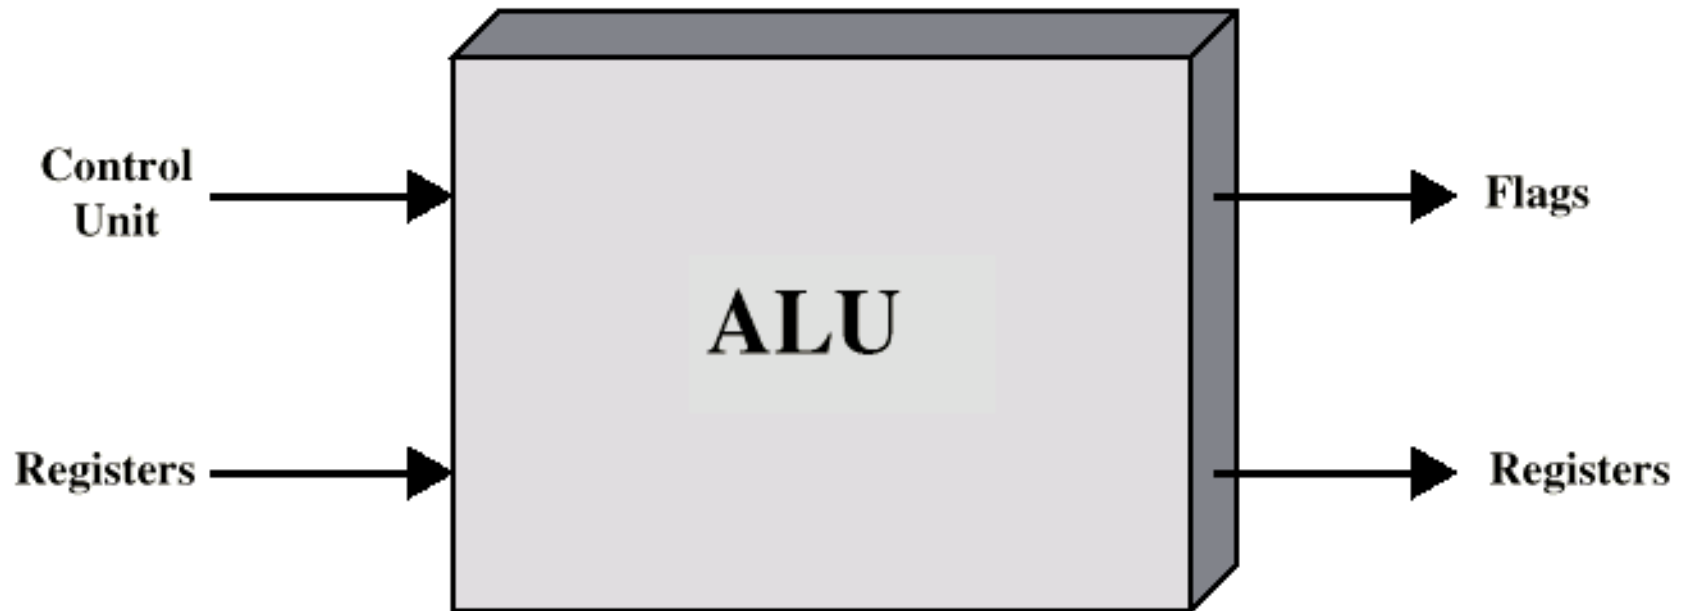 Control
Unit
Flags
ALU
Registers
Registers